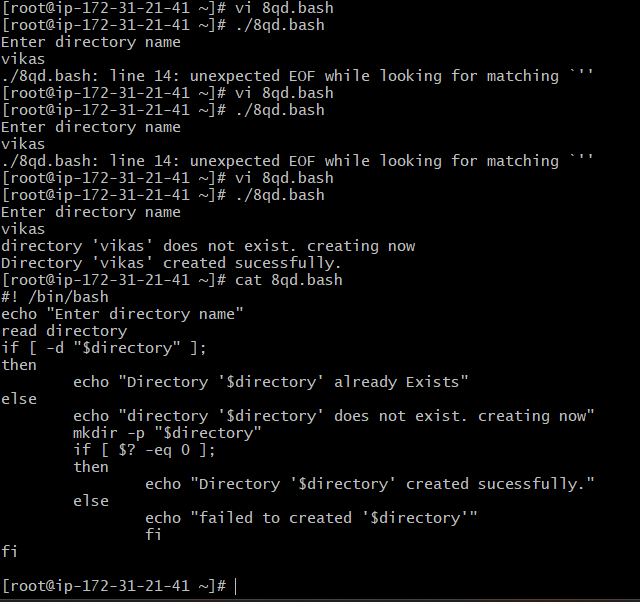 [root@ip-172-31-21-41 ~]# vi 8qd.bash
[root@ip-172-31-21-41 ~]# ./8qd.bash
Enter directory name
vikas
./8qd.bash: line 14: unexpected EOF while looking for matching `''
[root@ip-172-31-21-41 ~]# vi 8qd.bash
[root@ip-172-31-21-41 ~]# ./8qd.bash
Enter directory name
vikas
./8qd.bash: line 14: unexpected EOF while looking for matching `''
[root@ip-172-31-21-41 ~]# vi 8qd.bash
[root@ip-172-31-21-41 ~]# ./8qd.bash
Enter directory name
vikas
directory 'vikas' does not exist. creating now
Directory 'vikas' created sucessfully.
[root@ip-172-31-21-41 ~]# cat 8qd.bash
#! /bin/bash
echo "Enter directory name"
read directory
if [ -d "$directory" ];
then
        echo "Directory '$directory' already Exists"
else
        echo "directory '$directory' does not exist. creating now"
        mkdir -p "$directory"
        if [ $? -eq 0 ];
        then
                echo "Directory '$directory' created sucessfully."
        else
                echo "failed to created '$directory'"
                fi
fi

[root@ip-172-31-21-41 ~]#